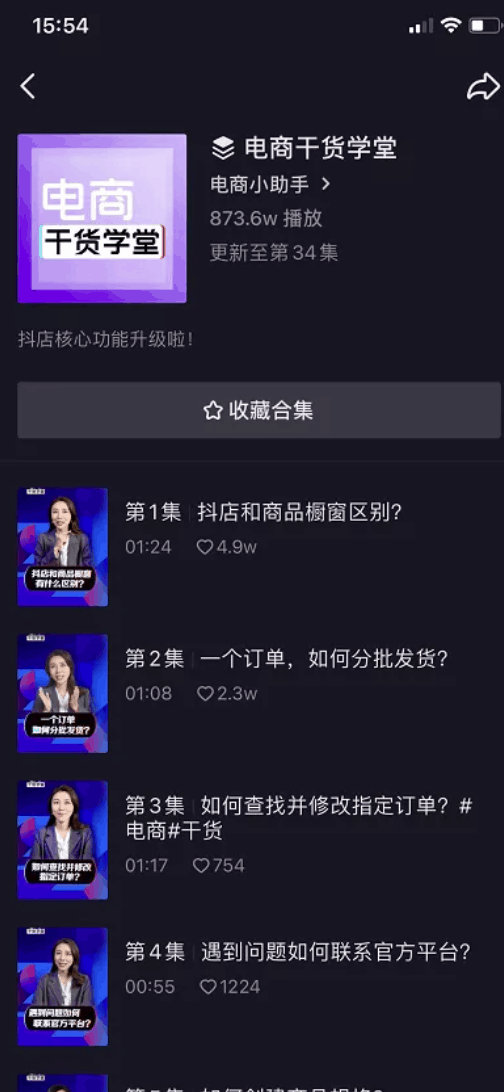 15:54
电商
干货学堂
电商干货学堂
电商小助手
873.6w 播放
更新至第34集
抖店核心功能升级啦!
收藏合集
抖店和商品橱窗
有什么区别?
第1集 | 抖店和商品橱窗区别?
01:24 4.9w
一个订单
如何分批发货?
第2集 | 一个订单，如何分批发货?
01:08 2.3w
如何查找并修改
指定订单?
第3集 | 如何查找并修改指定订单? #
电商#干货
01:17 754
遇到问题如何
联系官方平台?
第4集 | 遇到问题如何联系官方平台?
00:55 1224